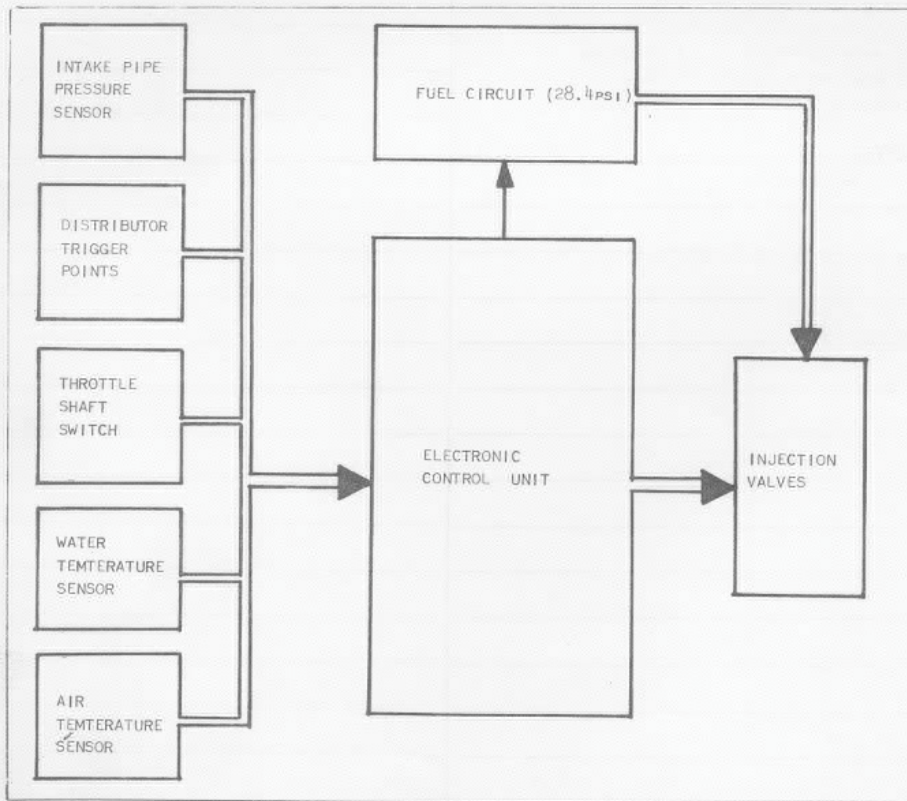 INTAKE PIPE
PRESSURE
SENSOR
FUEL CIRCUIT (28.4PSI)
DISTRIBUTOR
TRIGGER
POINTS
THROTTLE
SHAFT
SWITCH
ELECTRONIC
CONTROL UNIT
INJECTION
VALVES
WATER
TEMTERATURE
SENSOR
AIR
TEMTERATURE
SENSOR